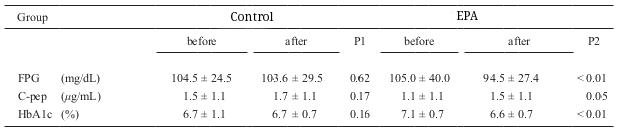 Group Control EPA
before after P1 before after P2
FPG (mg/dL) 104.5 ± 24.5 103.6 ± 29.5 0.62 105.0 ± 40.0 94.5 ± 27.4 <0.01
C-pep (μg/mL) 1.5 ± 1.1 1.7 ± 1.1 0.17 1.1 ± 1.1 1.5 ± 1.1 0.05
HbA1c (%) 6.7 ± 1.1 6.7 ± 0.7 0.16 7.1 ± 0.7 6.6 ± 0.7 <0.01